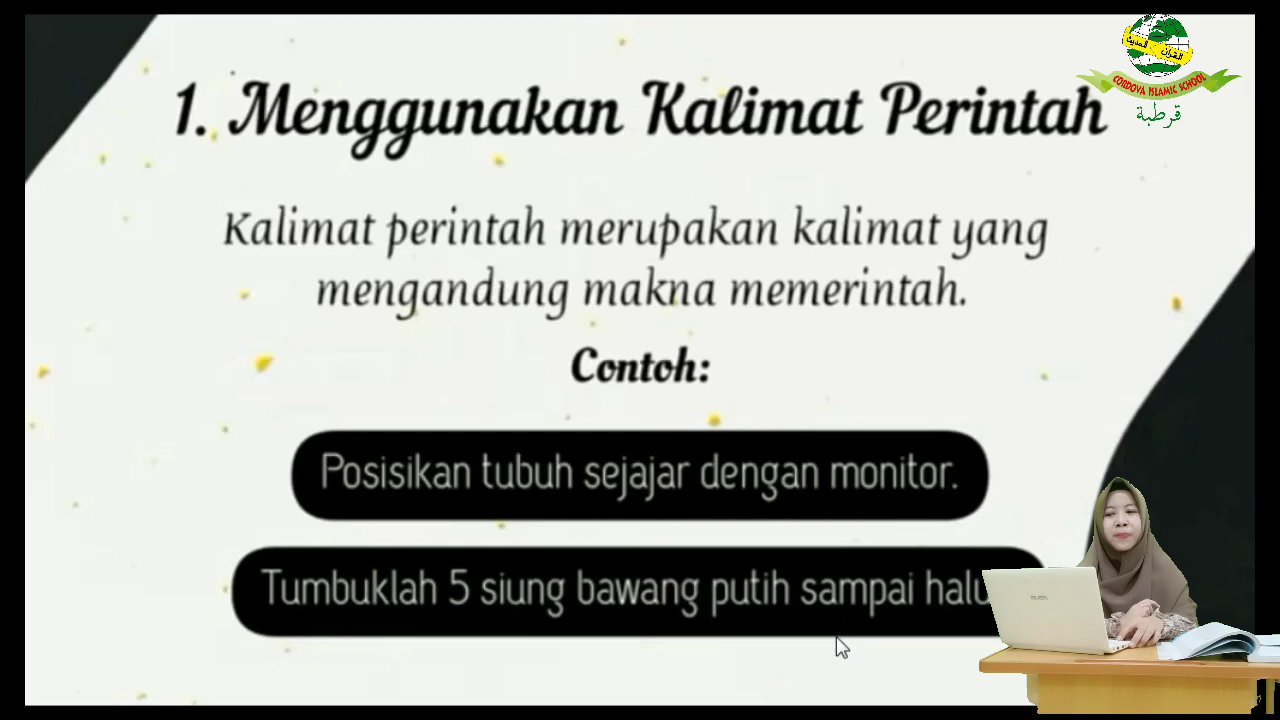 1. Menggunakan Kalimat Perintah
Kalimat perintah merupakan kalimat yang
mengandung makna memerintah.
Contoh:
Posisikan tubuh sejajar dengan monitor.
Tumbuklah 5 siung bawang putih sampai
CORDOVA ISLAMIC SCHOOL
قرطبة